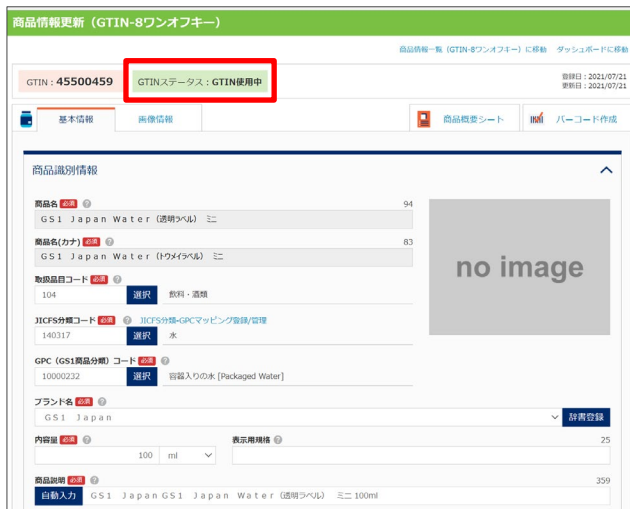 商品情報更新（GTIN-8ワンオフキー）
商品情報一覧（GTIN-8ワンオフキー）に移動 ダッシュボードに移動
GTIN：45500459 GTINステータス：GTIN使用中
登録日：2021/07/21
更新日：2021/07/21
基本情報 画像情報 商品概要シート バーコード作成
商品識別情報
商品名 必須 ? 94
ＧＳ１ Ｊａｐａｎ Ｗａｔｅｒ（透明ﾗﾍﾞﾙ） ﾐﾆ
商品名(カナ) 必須 ? 83
ＧＳ１ Ｊａｐａｎ Ｗａｔｅｒ（ﾄｳﾒｲﾗﾍﾞﾙ） ﾐﾆ
no image
取扱品目コード 必須 ?
104 選択 飲料・酒類
JICFS分類コード 必須 ? JICFS分類-GPCマッピング登録/管理
140317 選択 水
GPC（GS1商品分類）コード 必須 ?
10000232 選択 容器入りの水 [Packaged Water]
ブランド名 必須 ?
ＧＳ１ Ｊａｐａｎ 辞書登録
内容量 必須 ? 表示用規格 ? 25
100 ml
商品説明 必須 ? 359
自動入力 ＧＳ１ ＪａｐａｎＧＳ１ Ｊａｐａｎ Ｗａｔｅｒ（透明ﾗﾍﾞﾙ） ﾐﾆ 100ml